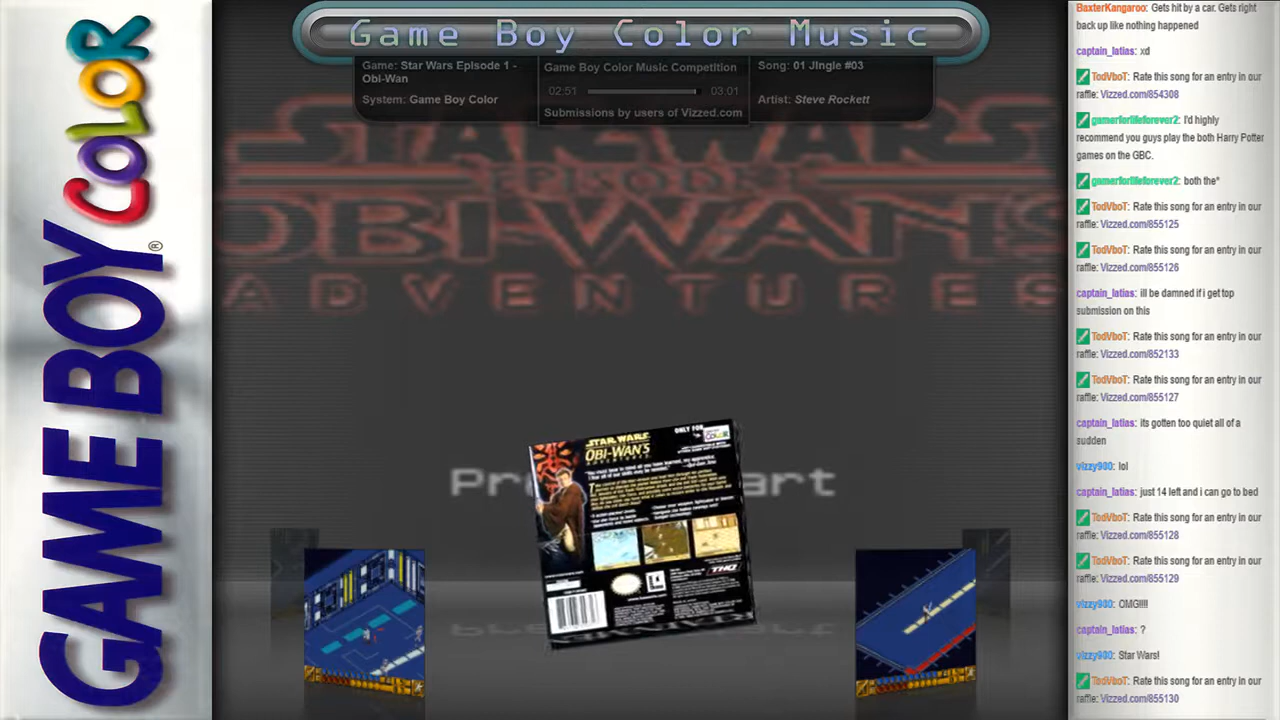 Game Boy Color Music
Game: Star Wars Episode 1 -
Obi-Wan
System: Game Boy Color
Game Boy Color Music Competition
02:51
03:01
Submissions by users of Vizzed.com
Song: 01 Jingle #03
Artist: Steve Rockett
GAME BOY COLOR
®
STAR WARS
EPISODE I
OBI-WAN'S
ADVENTURES
Pr
art
ONLY FOR
COLOR
STAR WARS
OBI-WAN'S
ADVENTURES
THQ
BaxterKangaroo: Gets hit by a car. Gets right
back up like nothing happened
captain_latias: xd
TodVboT: Rate this song for an entry in our
raffle: Vizzed.com/854308
gamerforlifeforever2: I'd highly
recommend you guys play the both Harry Potter
games on the GBC.
gamerforlifeforever2: both the*
TodVboT: Rate this song for an entry in our
raffle: Vizzed.com/855125
TodVboT: Rate this song for an entry in our
raffle: Vizzed.com/855126
captain_latias: ill be damned if i get top
submission on this
TodVboT: Rate this song for an entry in our
raffle: Vizzed.com/852133
TodVboT: Rate this song for an entry in our
raffle: Vizzed.com/855127
captain_latias: its gotten too quiet all of a
sudden
vizzy900: lol
captain_latias: just 14 left and i can go to bed
TodVboT: Rate this song for an entry in our
raffle: Vizzed.com/855128
TodVboT: Rate this song for an entry in our
raffle: Vizzed.com/855129
vizzy900: OMG!!!!
captain_latias: ?
vizzy900: Star Wars!
TodVboT: Rate this song for an entry in our
raffle: Vizzed.com/855130